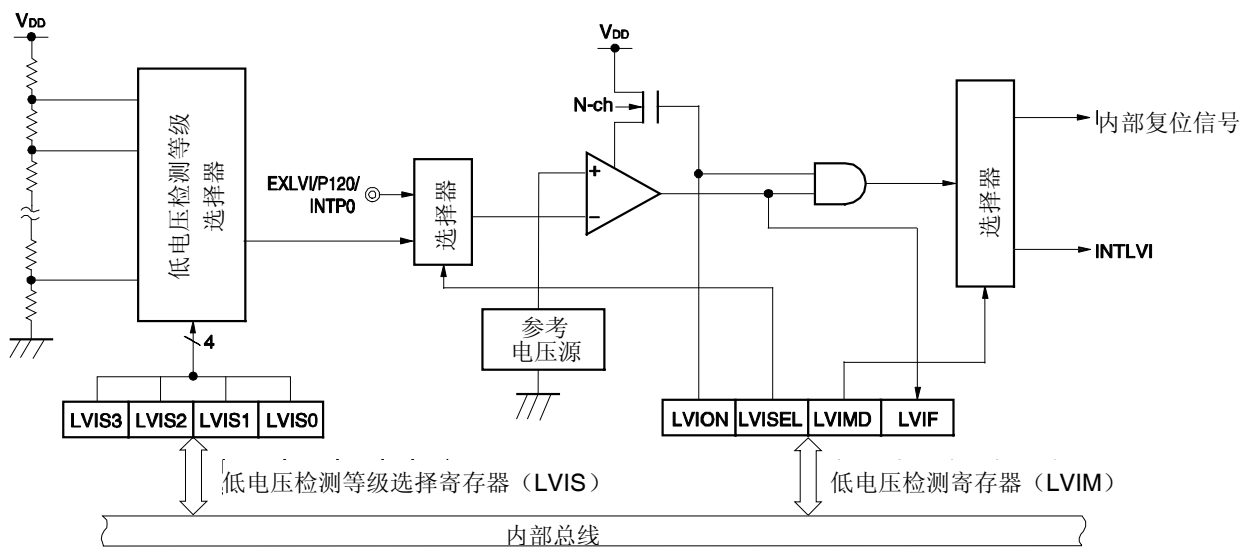 VDD
低电压检测等级
选择器
4
LVIS3 LVIS2 LVIS1 LVIS0
低电压检测等级选择寄存器（LVIS）
EXLVI/P120/
INTP0
选择器
VDD
N-ch
+
−
参考
电压源
选择器
内部复位信号
INTLVI
LVION LVISEL LVIMD LVIF
低电压检测寄存器（LVIM）
内部总线